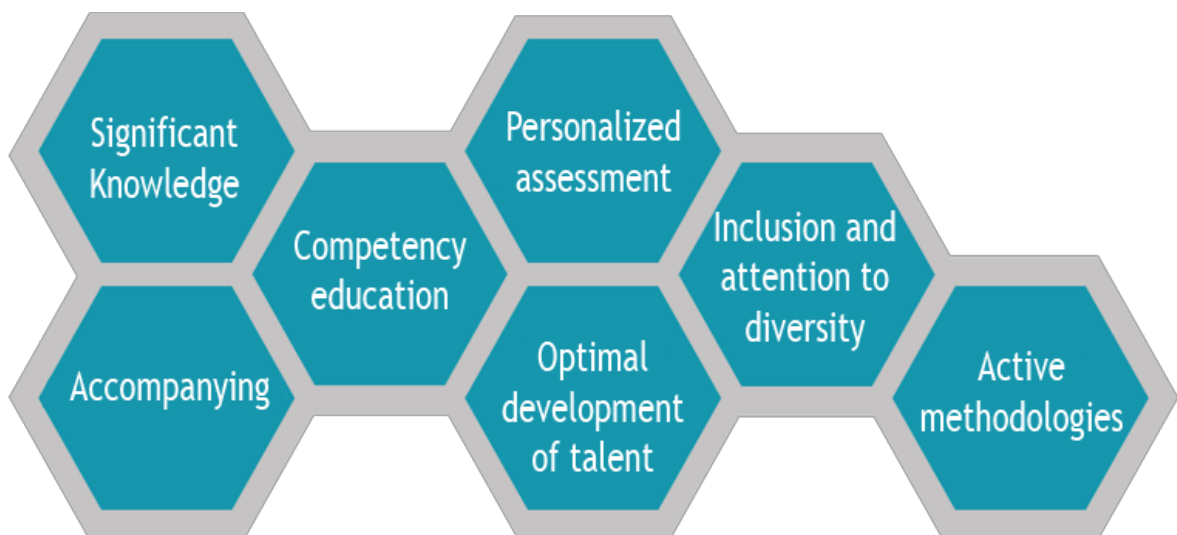 Significant
Knowledge
Accompanying
Competency
education
Personalized
assessment
Optimal
development
of talent
Inclusion and
attention to
diversity
Active
methodologies